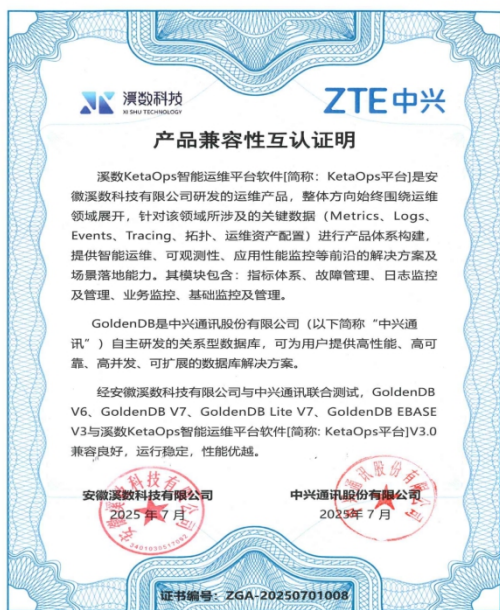 溪数科技
XI SHU TECHNOLOGY
ZTE中兴
产品兼容性互认证明
溪数KetaOps智能运维平台软件[简称：KetaOps平台]是安
徽溪数科技有限公司研发的运维产品，整体方向始终围绕运维
领域展开，针对该领域所涉及的关键数据（Metrics、Logs、
Events、Tracing、拓扑、运维资产配置）进行产品体系构建，
提供智能运维、可观测性、应用性能监控等前沿的解决方案及
场景落地能力。其模块包含：指标体系、故障管理、日志监控
及管理、业务监控、基础监控及管理。
GoldenDB是中兴通讯股份有限公司（以下简称“中兴通
讯”）自主研发的关系型数据库，可为用户提供高性能、高可
靠、高并发、可扩展的数据库解决方案。
经安徽溪数科技有限公司与中兴通讯联合测试，GoldenDB
V6、GoldenDB V7、GoldenDB Lite V7、GoldenDB EBASE
V3与溪数KetaOps智能运维平台软件[简称: KetaOps平台]V3.0
兼容良好，运行稳定，性能优越。
安徽溪数科技有限公司
中兴通讯股份有限公司
2025 年 7 月
2025年 7 月
证书编号：ZGA-20250701008